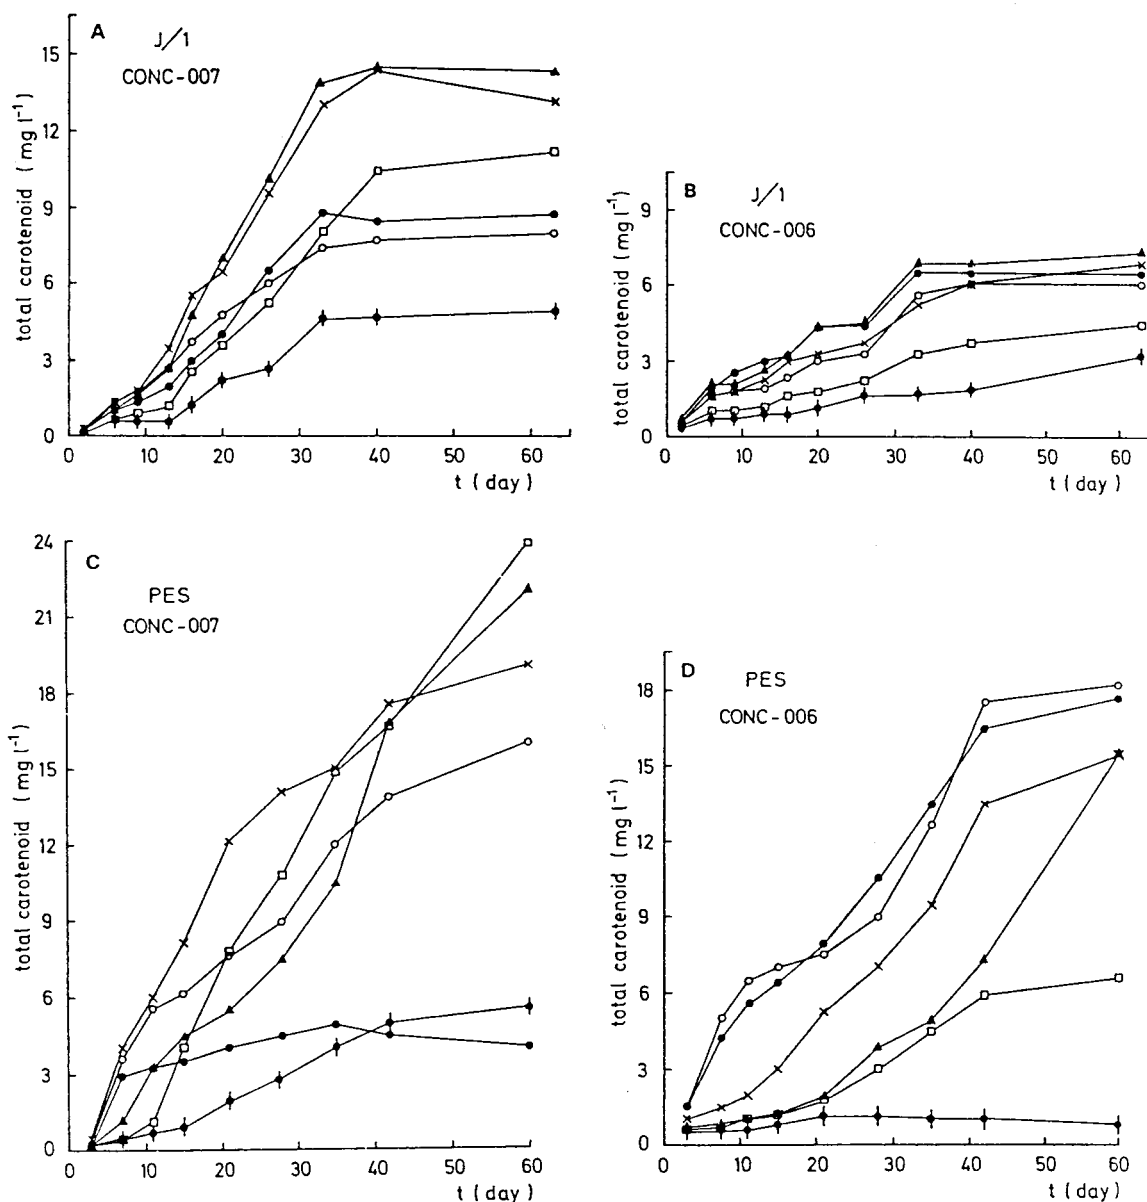 A
J/1
CONC-007
total carotenoid (mg l⁻¹)
15
12
9
6
3
0
0 10 20 30 40 50 60
t (day)
B
J/1
CONC-006
total carotenoid (mg l⁻¹)
9
6
3
0
0 10 20 30 40 50 60
t (day)
C
PES
CONC-007
total carotenoid (mg l⁻¹)
24
21
18
15
12
9
6
3
0
0 10 20 30 40 50 60
t (day)
D
PES
CONC-006
total carotenoid (mg l⁻¹)
18
15
12
9
6
3
0
0 10 20 30 40 50 60
t (day)